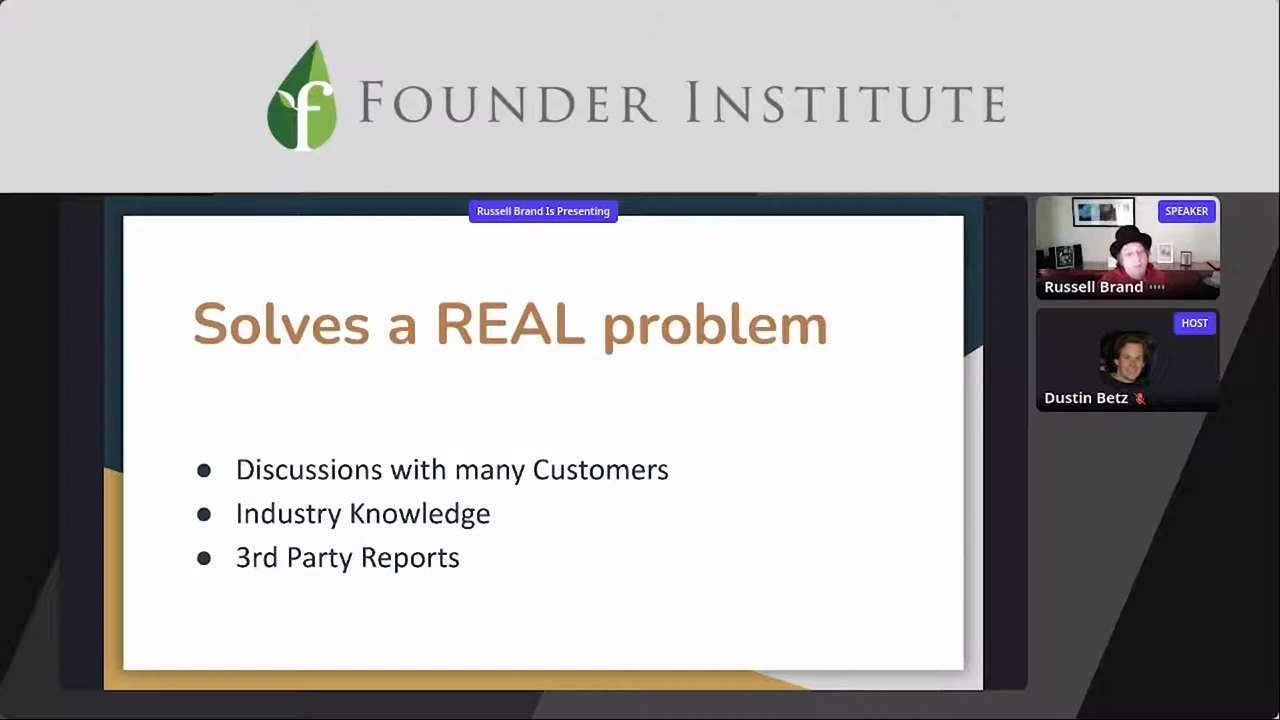 FOUNDER INSTITUTE
Russell Brand Is Presenting
SPEAKER
Russell Brand
HOST
Dustin Betz
Solves a REAL problem
● Discussions with many Customers
● Industry Knowledge
● 3rd Party Reports